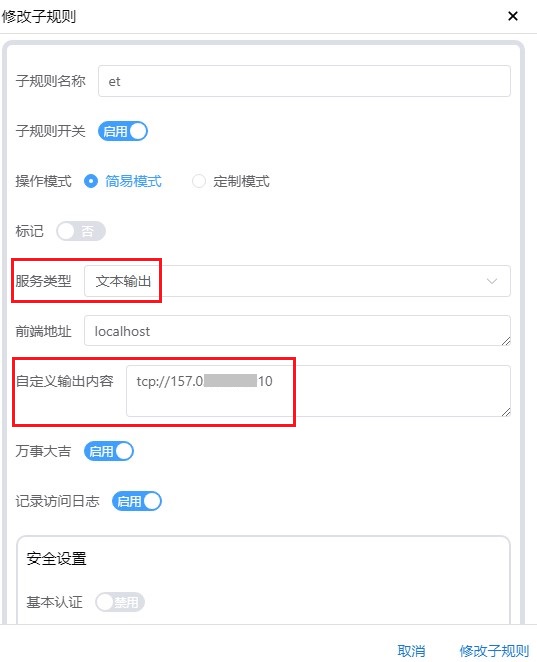 修改子规则
子规则名称 et
子规则开关 启用
操作模式 简易模式 定制模式
标记 否
服务类型 文本输出
前端地址 localhost
自定义输出内容 tcp://157.0 10
万事大吉 启用
记录访问日志 启用
安全设置
基本认证 禁用
取消 修改子规则